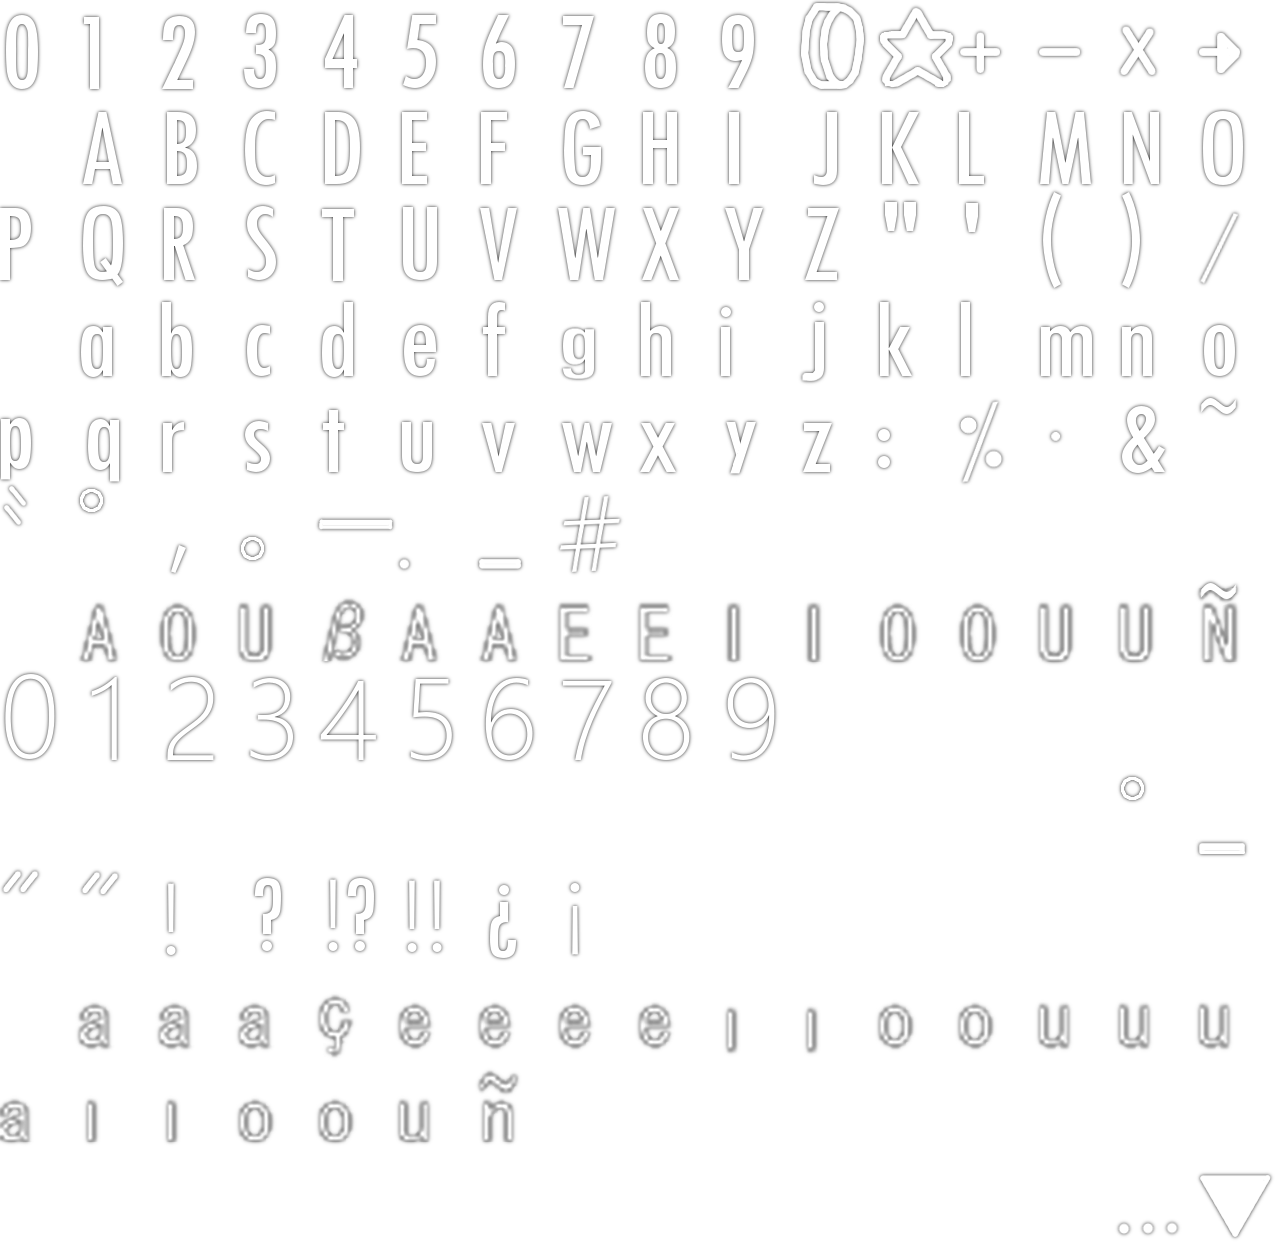 0 1 2 3 4 5 6 7 8 9 ☆ + − × →
A B C D E F G H I J K L M N O
P Q R S T U V W X Y Z " ' ( ) /
a b c d e f g h i j k l m n o
p q r s t u v w x y z : % · & ~
° , 。 — . _ #
A O U ß A A E E I I O O U U Ñ
0 1 2 3 4 5 6 7 8 9
°
_
〃 〃 ! ? !? !! ¿ ¡
a a a ç e e e e ı ı o o u u u
a ı ı o o u ñ
... ▼